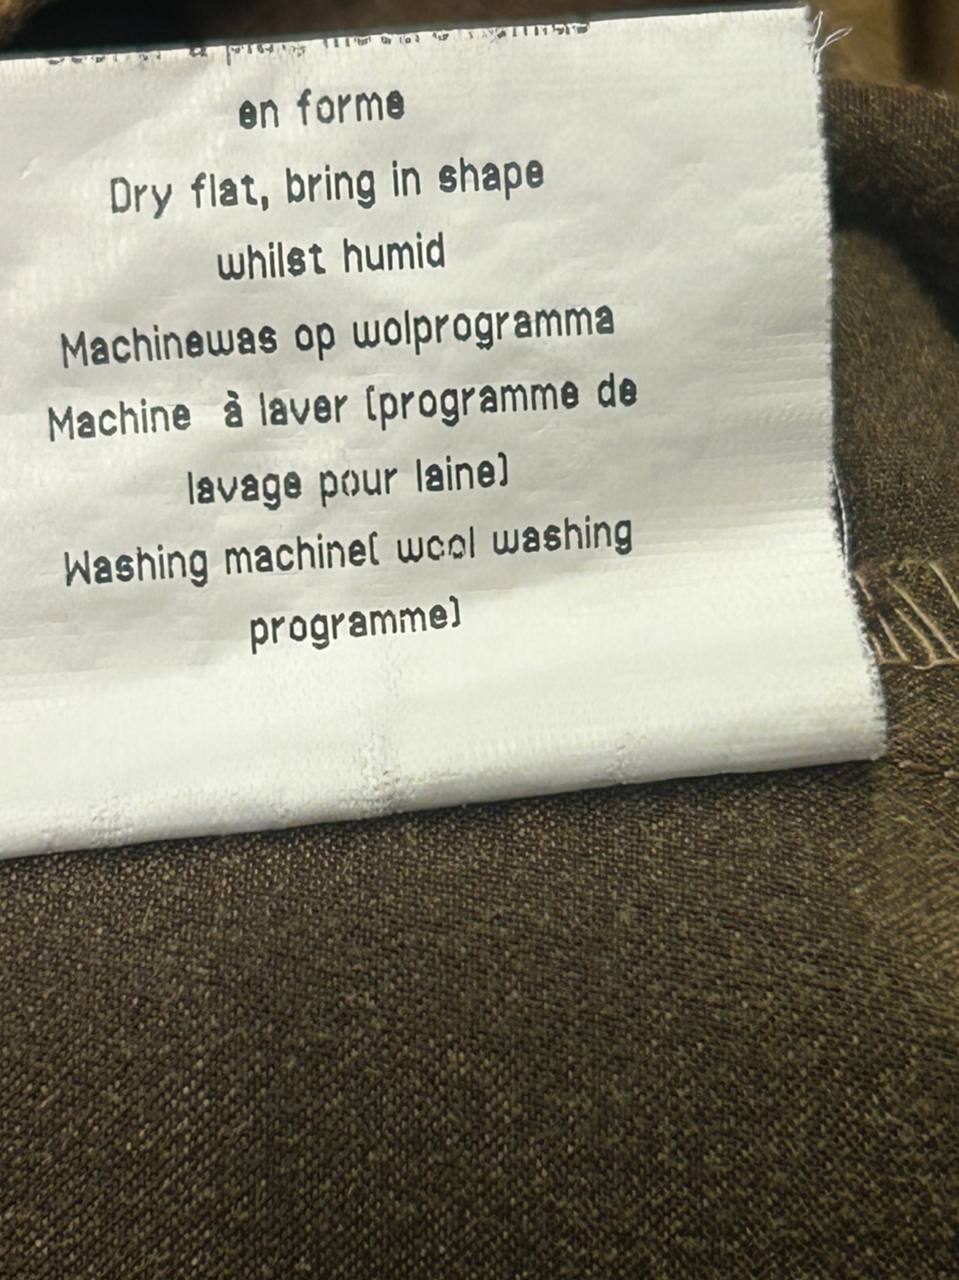 en forme
Dry flat, bring in shape
whilst humid
Machinewas op wolprogramma
Machine à laver (programme de
lavage pour laine)
Washing machine( wool washing
programme)